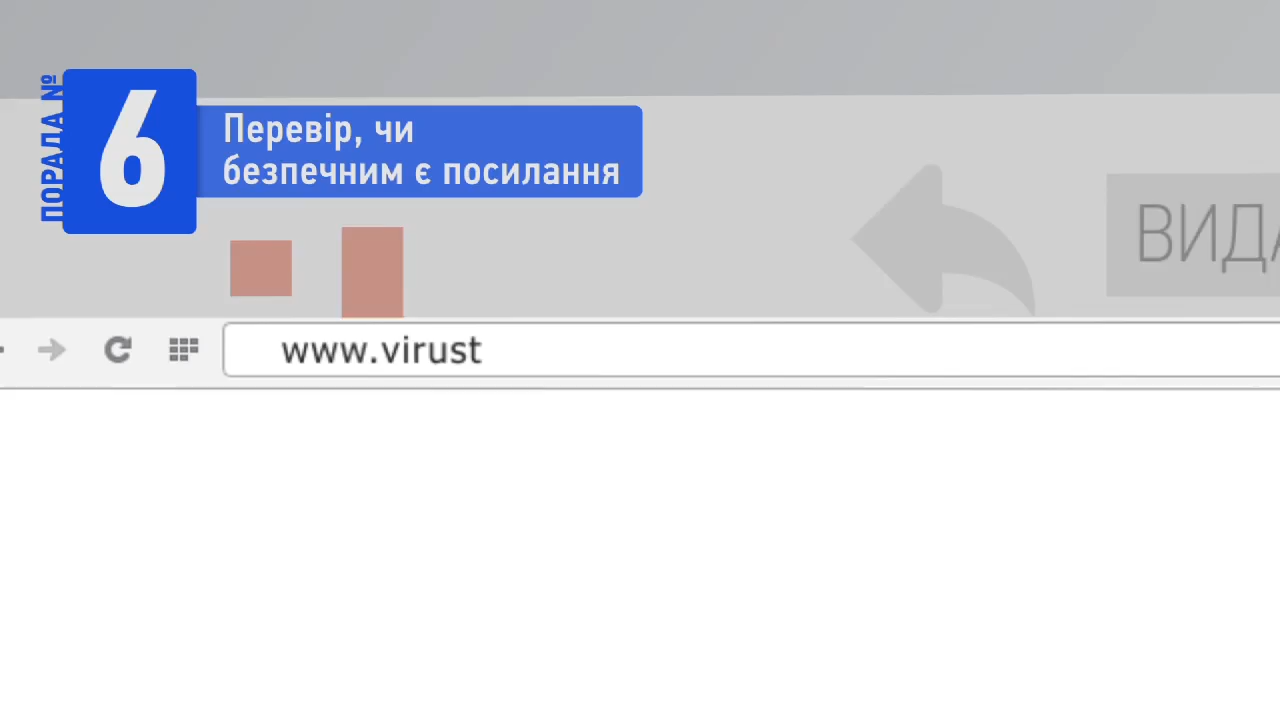 ПОРАДА №
6
Перевір, чи
безпечним є посилання
ВИДА
www.virust